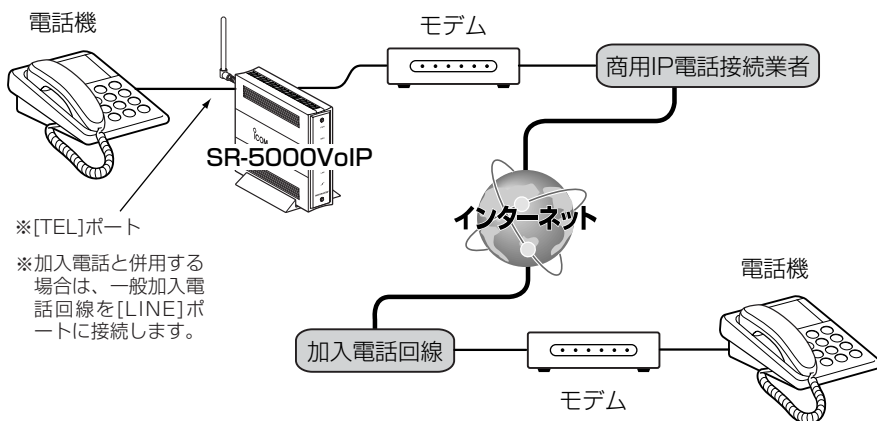 電話機
モデム
商用IP電話接続業者
ICOM
SR-5000VoIP
インターネット
※[TEL]ポート
※加入電話と併用する
場合は、一般加入電
話回線を[LINE]ポ
ートに接続します。
電話機
加入電話回線
モデム